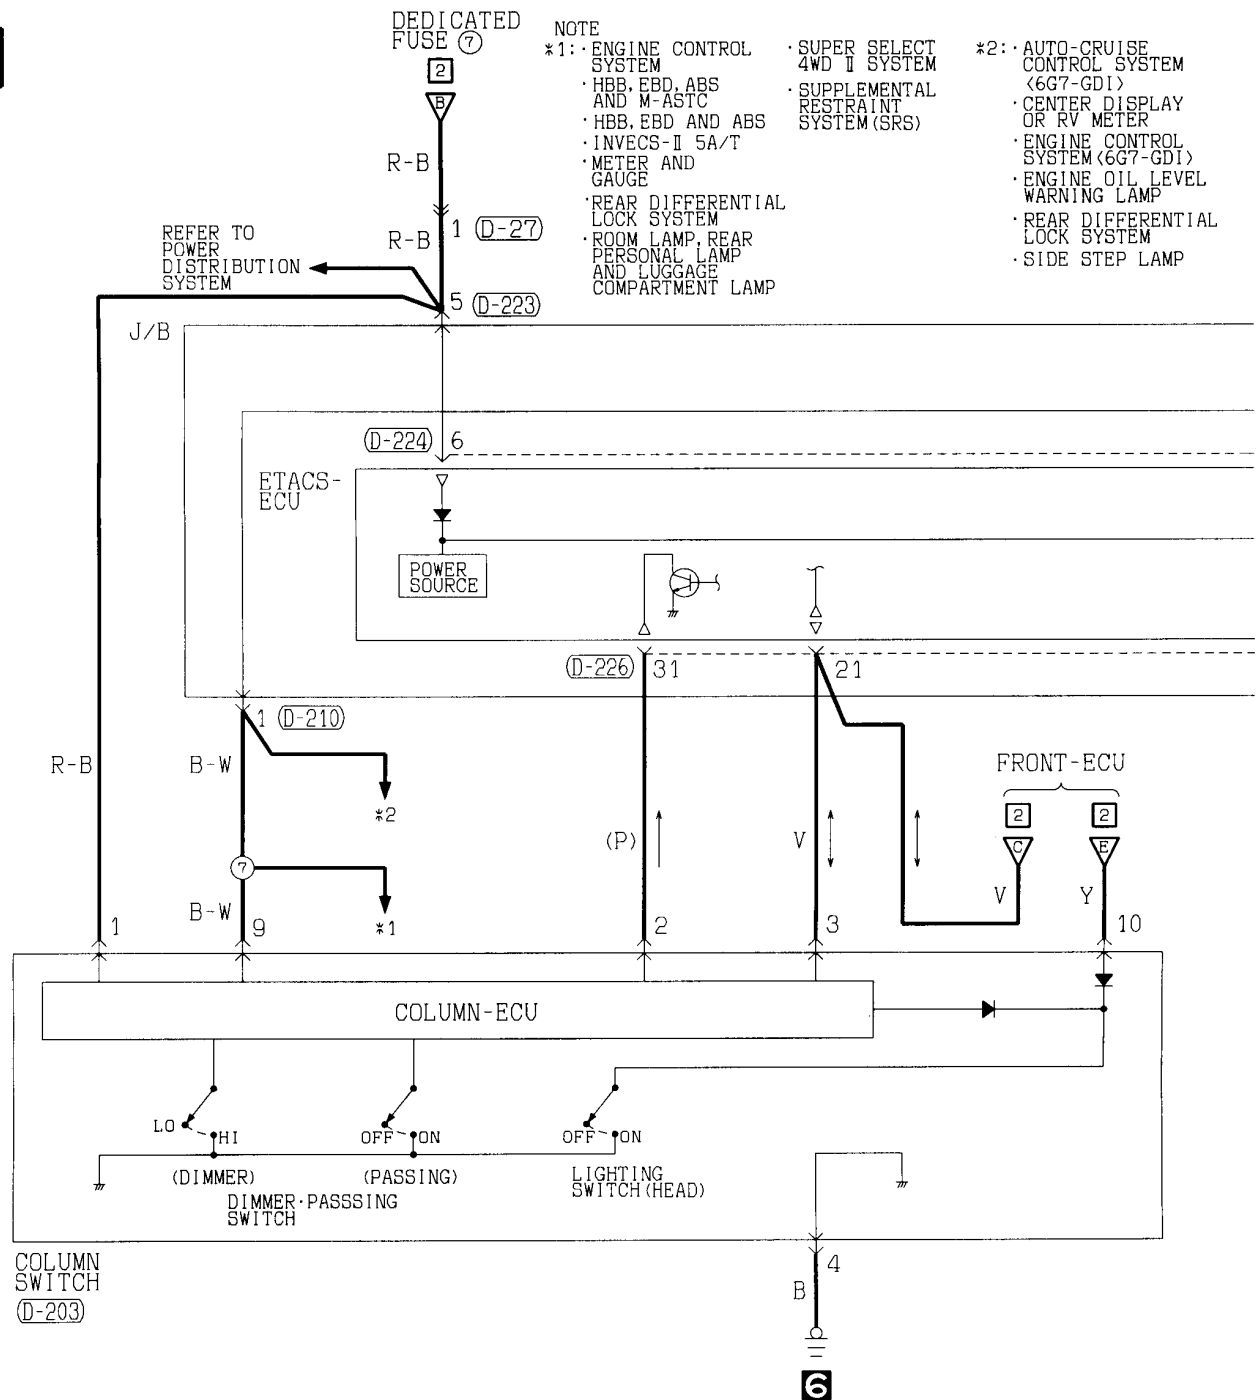 DEDICATED
FUSE ⑦
2
B
NOTE
*1: · ENGINE CONTROL
SYSTEM
· HBB, EBD, ABS
AND M-ASTC
· HBB, EBD AND ABS
· INVECS-Ⅱ 5A/T
· METER AND
GAUGE
· REAR DIFFERENTIAL
LOCK SYSTEM
· ROOM LAMP, REAR
PERSONAL LAMP
AND LUGGAGE
COMPARTMENT LAMP
· SUPER SELECT
4WD Ⅱ SYSTEM
· SUPPLEMENTAL
RESTRAINT
SYSTEM(SRS)
*2: · AUTO-CRUISE
CONTROL SYSTEM
<6G7-GDI>
· CENTER DISPLAY
OR RV METER
· ENGINE CONTROL
SYSTEM<6G7-GDI>
· ENGINE OIL LEVEL
WARNING LAMP
· REAR DIFFERENTIAL
LOCK SYSTEM
· SIDE STEP LAMP
R-B
1 (D-27)
R-B
REFER TO
POWER
DISTRIBUTION
SYSTEM
5 (D-223)
J/B
(D-224) 6
ETACS-
ECU
POWER
SOURCE
(D-226) 31
21
1 (D-210)
R-B
B-W
*2
FRONT-ECU
2
2
C
E
(P)
V
V
Y
7
B-W
*1
1
9
2
3
10
COLUMN-ECU
LO
HI
OFF
ON
OFF
ON
(DIMMER)
(PASSING)
LIGHTING
SWITCH(HEAD)
DIMMER·PASSSING
SWITCH
COLUMN
SWITCH
(D-203)
4
B
6